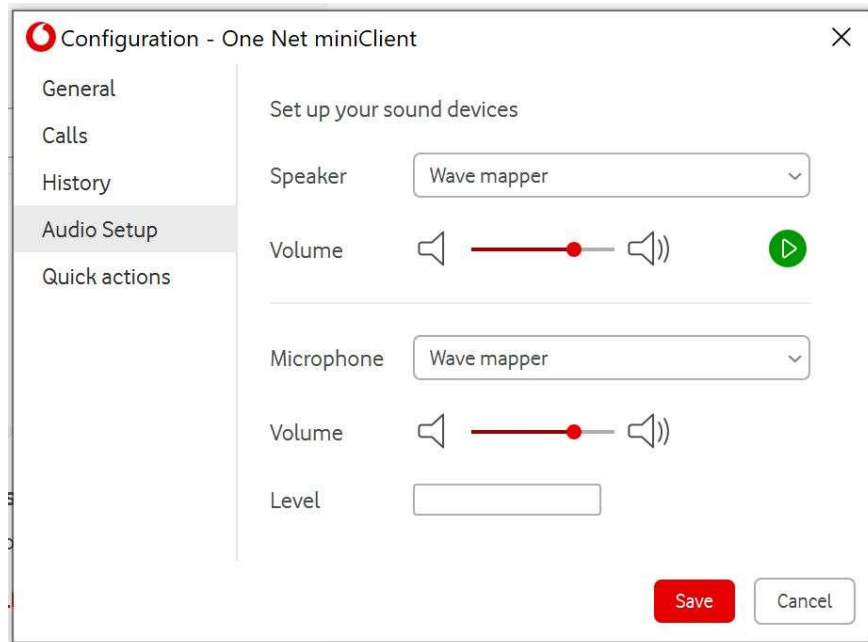 Configuration - One Net miniClient
General
Calls
History
Audio Setup
Quick actions
Set up your sound devices
Speaker
Wave mapper
Volume
Microphone
Wave mapper
Volume
Level
Save
Cancel